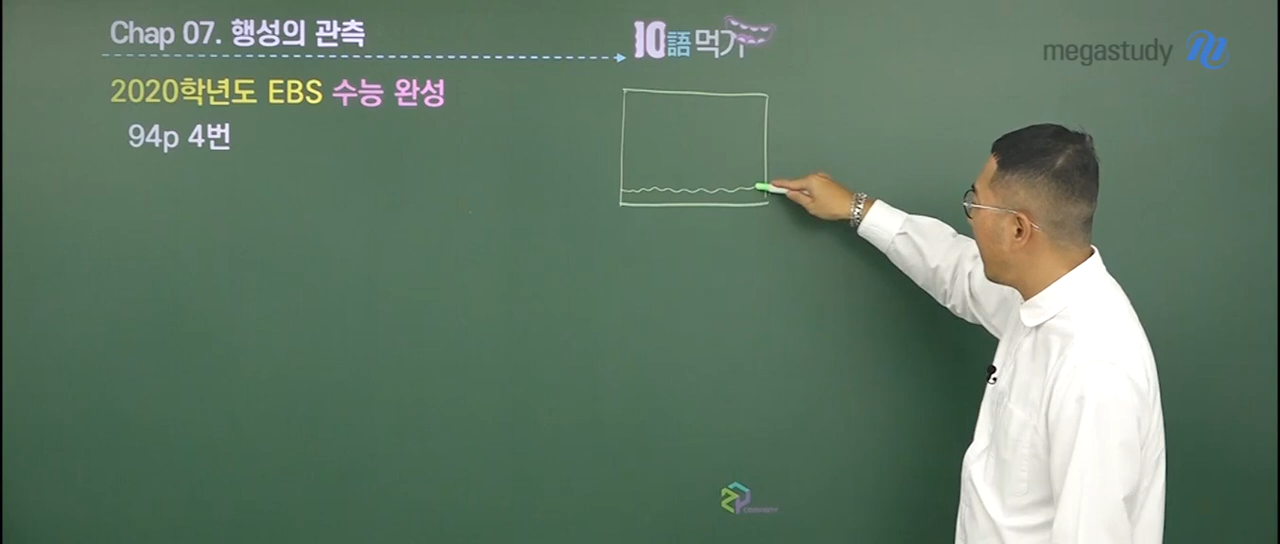 Chap 07. 행성의 관측
10語먹기
megastudy
2020학년도 EBS 수능 완성
94p 4번